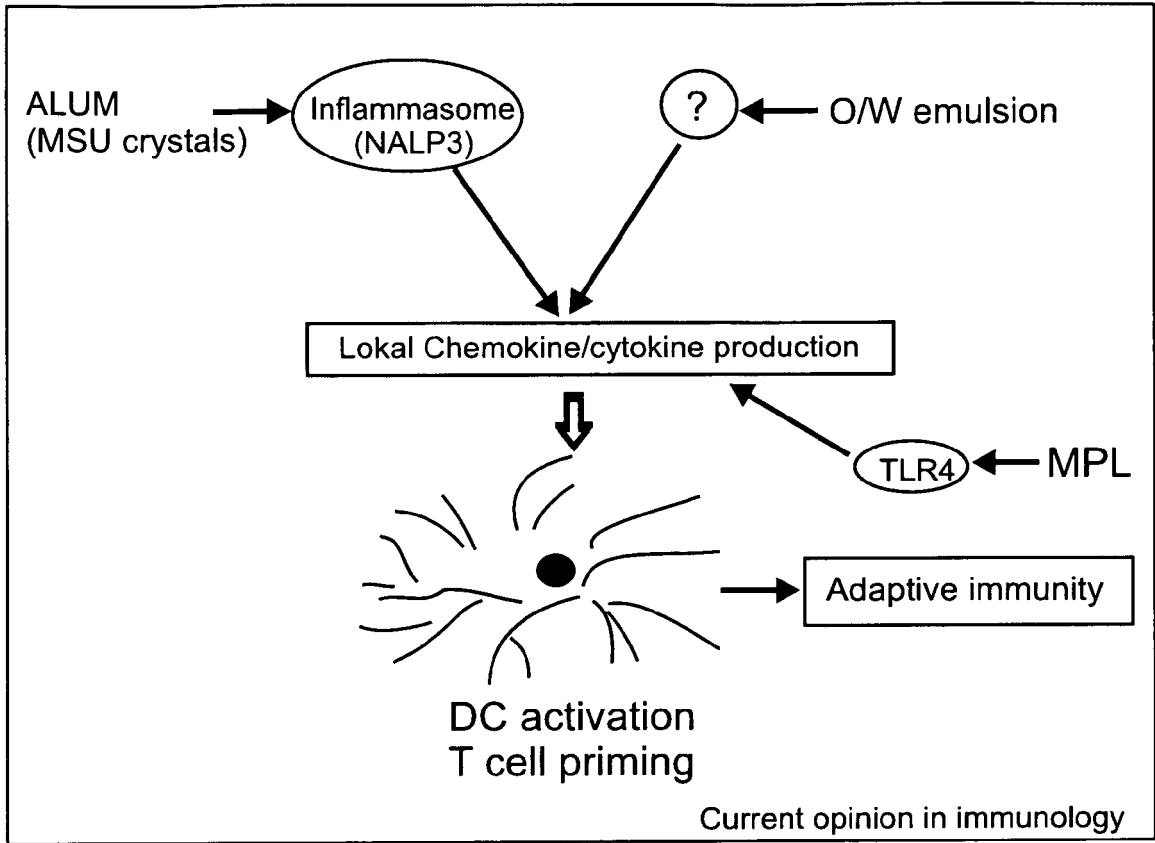 ALUM
(MSU crystals)
Inflammasome
(NALP3)
?
O/W emulsion
Lokal Chemokine/cytokine production
TLR4
MPL
Adaptive immunity
DC activation
T cell priming
Current opinion in immunology